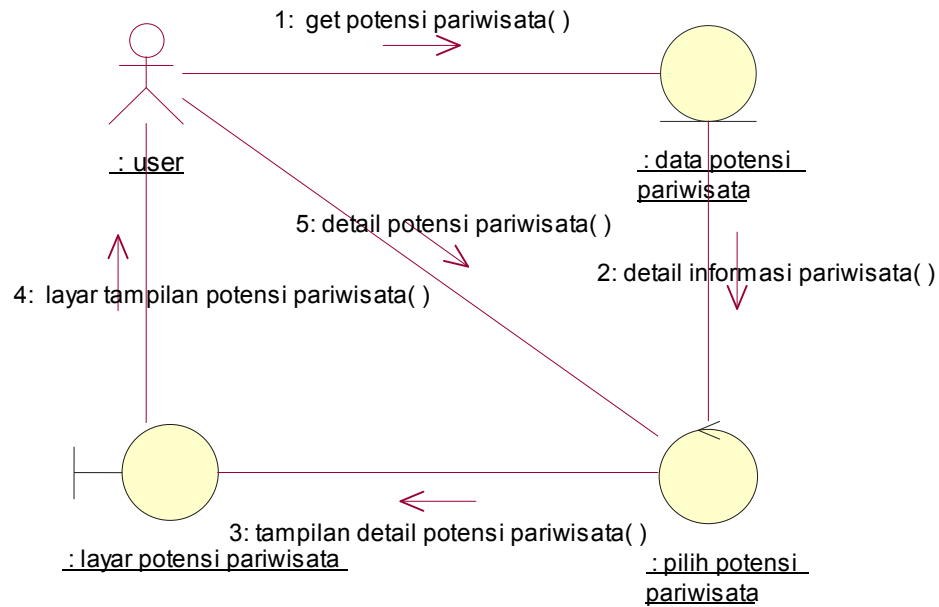 1: get potensi pariwisata( )
: user
: data potensi
pariwisata
5: detail potensi pariwisata( )
2: detail informasi pariwisata( )
4: layar tampilan potensi pariwisata( )
3: tampilan detail potensi pariwisata( )
: layar potensi pariwisata
: pilih potensi
pariwisata